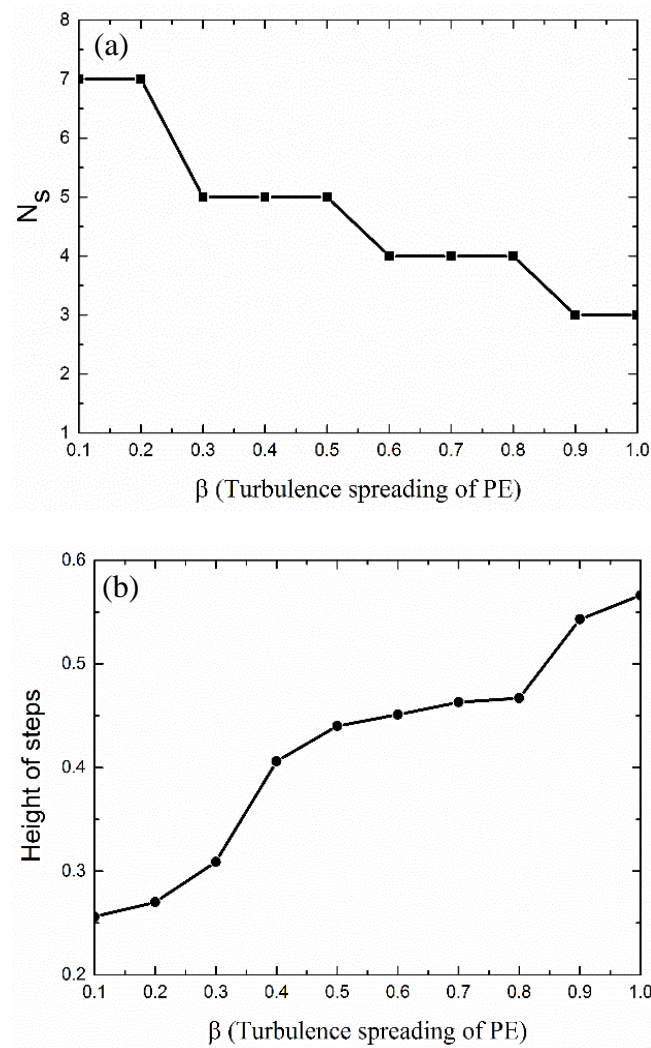 (a)
8
7
6
5
4
3
2
1
N_S
0.1 0.2 0.3 0.4 0.5 0.6 0.7 0.8 0.9 1.0
β (Turbulence spreading of PE)
(b)
0.6
0.5
0.4
0.3
0.2
Height of steps
0.1 0.2 0.3 0.4 0.5 0.6 0.7 0.8 0.9 1.0
β (Turbulence spreading of PE)